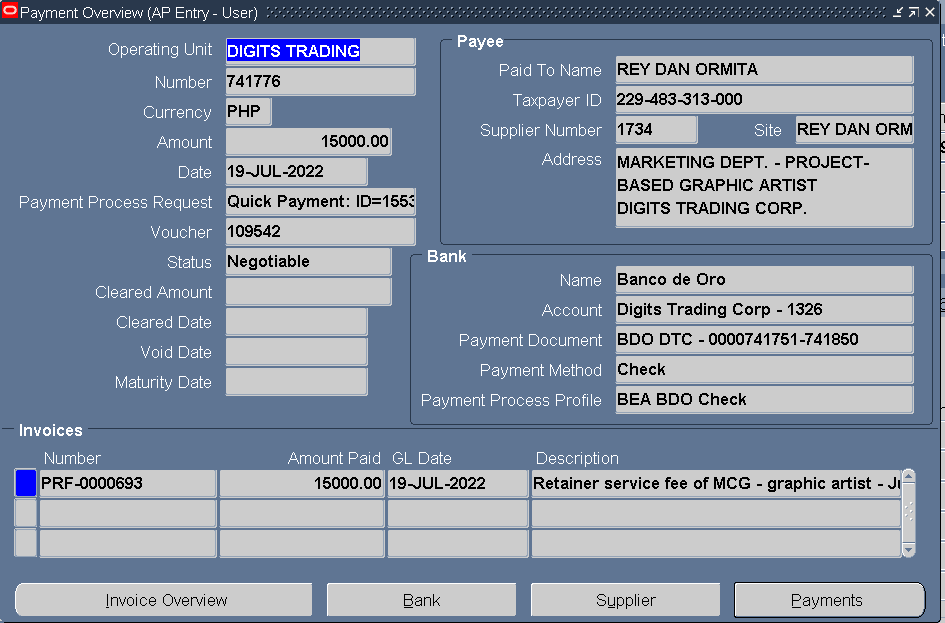 Payment Overview (AP Entry - User)
Operating Unit DIGITS TRADING
Number 741776
Currency PHP
Amount 15000.00
Date 19-JUL-2022
Payment Process Request Quick Payment: ID=1553
Voucher 109542
Status Negotiable
Cleared Amount
Cleared Date
Void Date
Maturity Date
Payee
Paid To Name REY DAN ORMITA
Taxpayer ID 229-483-313-000
Supplier Number 1734 Site REY DAN ORM
Address MARKETING DEPT. - PROJECT-
BASED GRAPHIC ARTIST
DIGITS TRADING CORP.
Bank
Name Banco de Oro
Account Digits Trading Corp - 1326
Payment Document BDO DTC - 0000741751-741850
Payment Method Check
Payment Process Profile BEA BDO Check
Invoices
Number Amount Paid GL Date Description
PRF-0000693 15000.00 19-JUL-2022 Retainer service fee of MCG - graphic artist -
Invoice Overview Bank Supplier Payments